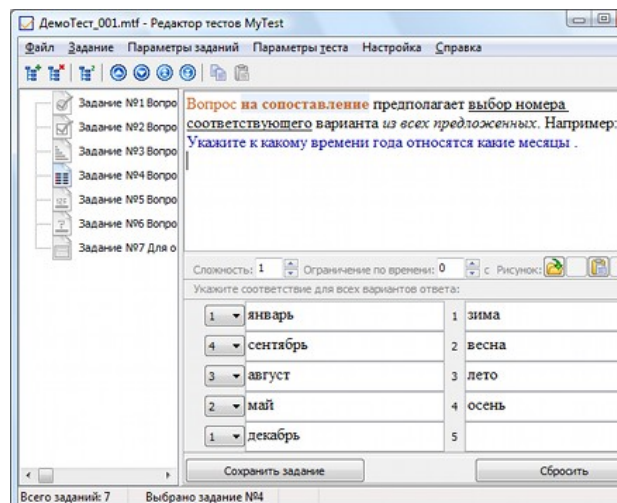 ДемоТест_001.mtf - Редактор тестов MyTest
Файл Задание Параметры заданий Параметры теста Настройка Справка
Задание №1 Вопро
Задание №2 Вопро
Задание №3 Вопро
Задание №4 Вопро
Задание №5 Вопро
Задание №6 Вопро
Задание №7 Для о
Вопрос на сопоставление предполагает выбор номера
соответствующего варианта из всех предложенных. Например:
Укажите к какому времени года относятся какие месяцы .
Сложность: 1 Ограничение по времени: 0 с Рисунок:
Укажите соответствие для всех вариантов ответа:
1 январь 1 зима
4 сентябрь 2 весна
3 август 3 лето
2 май 4 осень
1 декабрь 5
Сохранить задание Сбросить
Всего заданий: 7 Выбрано задание №4